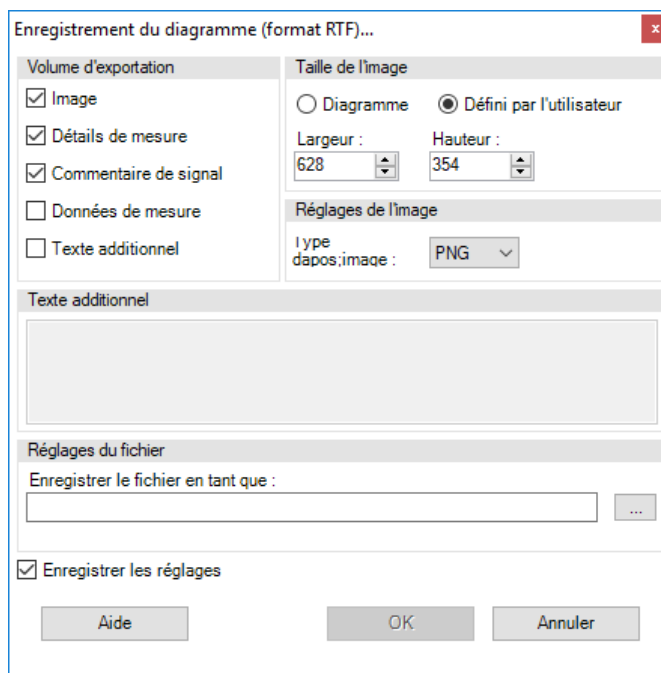 Enregistrement du diagramme (format RTF)...
x
Volume d'exportation
Image
Détails de mesure
Commentaire de signal
Données de mesure
Texte additionnel
Taille de l'image
Diagramme
Défini par l'utilisateur
Largeur :
Hauteur :
628
354
Réglages de l'image
Type
dapos;image :
PNG
Texte additionnel
Réglages du fichier
Enregistrer le fichier en tant que :
...
Enregistrer les réglages
Aide
OK
Annuler